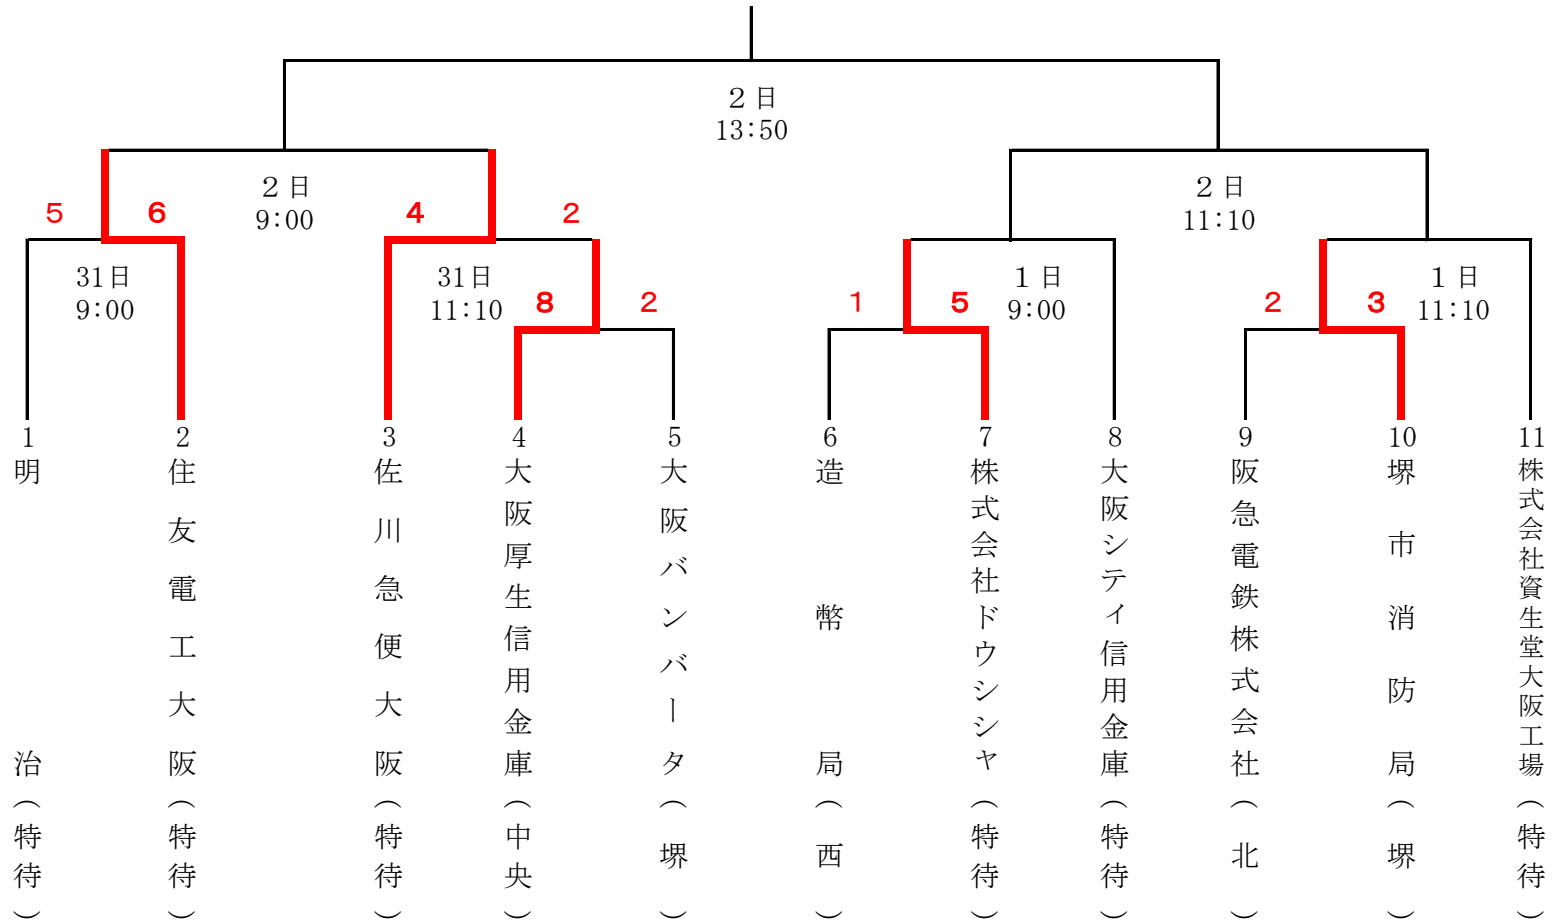 ２日
13:50
２日
9:00
２日
11:10
5
6
4
2
31日
9:00
31日
11:10
8
2
1
5
１日
9:00
2
3
１日
11:10
1
明治（特待）
2
住友電工大阪（特待）
3
佐川急便大阪（特待）
4
大阪厚生信用金庫（中央）
5
大阪バンバータ（堺）
6
造幣局（西）
7
株式会社ドウシシャ（特待）
8
大阪シティ信用金庫（特待）
9
阪急電鉄株式会社（北）
10
堺市消防局（堺）
11
株式会社資生堂大阪工場（特待）